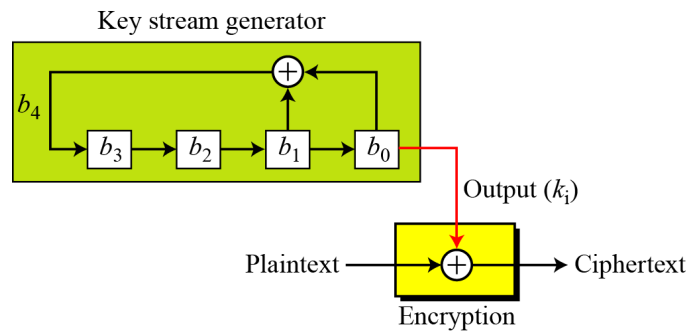 Key stream generator
+
b₄
b₃ b₂ b₁ b₀
Output (kᵢ)
Plaintext + Ciphertext
Encryption